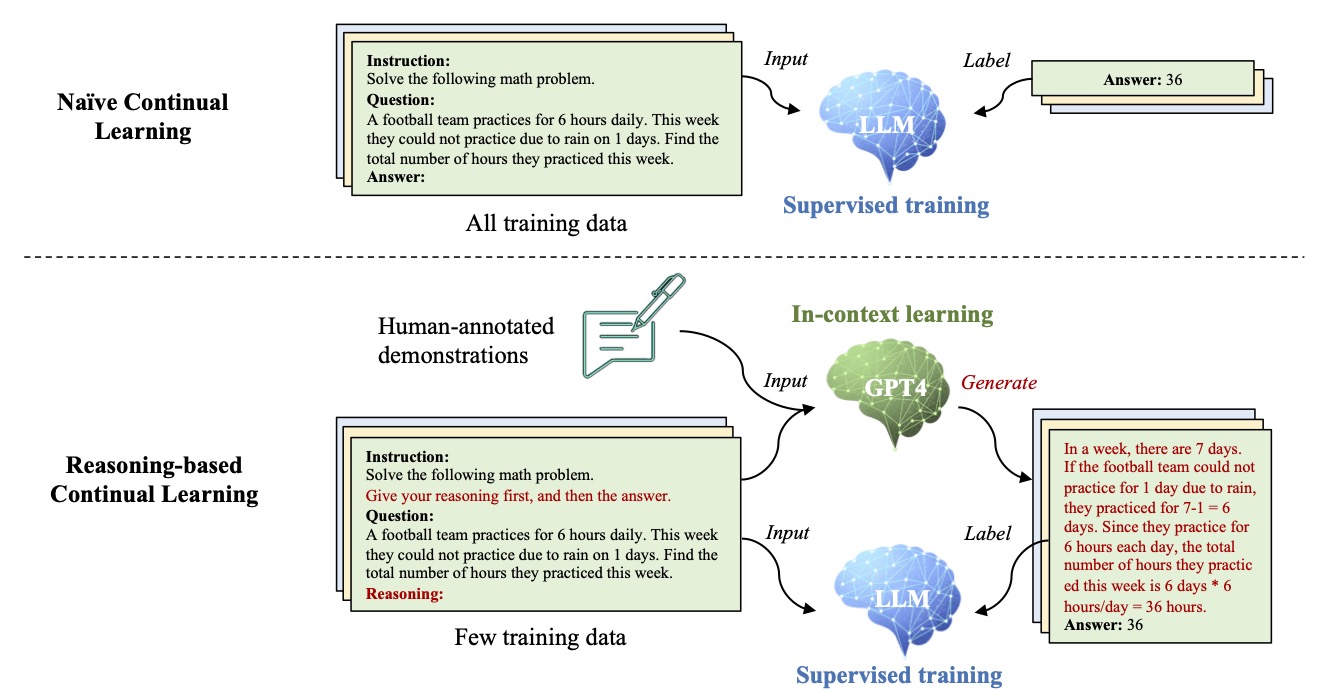 Naïve Continual
Learning
Instruction:
Solve the following math problem.
Question:
A football team practices for 6 hours daily. This week
they could not practice due to rain on 1 days. Find the
total number of hours they practiced this week.
Answer:
All training data
Input
LLM
Supervised training
Label
Answer: 36
Reasoning-based
Continual Learning
Human-annotated
demonstrations
Instruction:
Solve the following math problem.
Give your reasoning first, and then the answer.
Question:
A football team practices for 6 hours daily. This week
they could not practice due to rain on 1 days. Find the
total number of hours they practiced this week.
Reasoning:
Few training data
In-context learning
Input
GPT4
Generate
Input
LLM
Supervised training
Label
In a week, there are 7 days.
If the football team could not
practice for 1 day due to rain,
they practiced for 7-1 = 6
days. Since they practice for
6 hours each day, the total
number of hours they practic
ed this week is 6 days * 6
hours/day = 36 hours.
Answer: 36